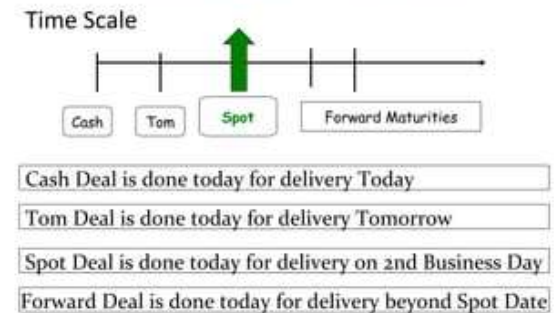 Time Scale
Cash
Tom
Spot
Forward Maturities
Cash Deal is done today for delivery Today
Tom Deal is done today for delivery Tomorrow
Spot Deal is done today for delivery on 2nd Business Day
Forward Deal is done today for delivery beyond Spot Date